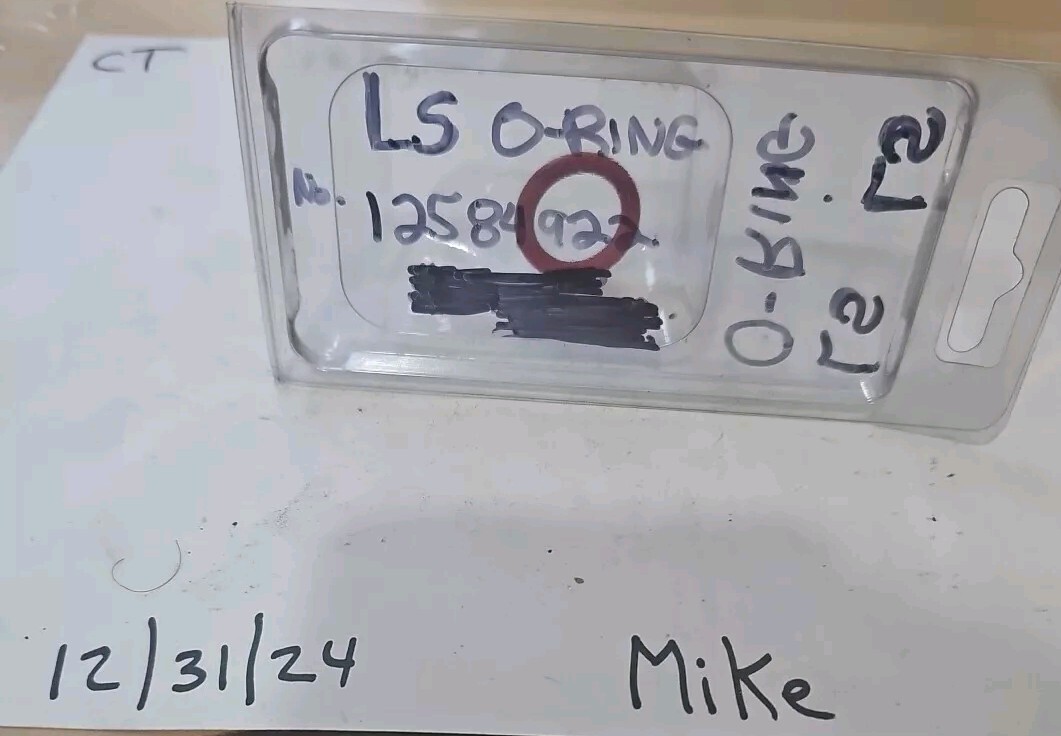 CT
LS O-RING
No. 12584922
O-RING
LS
LS
12/31/24
Mike